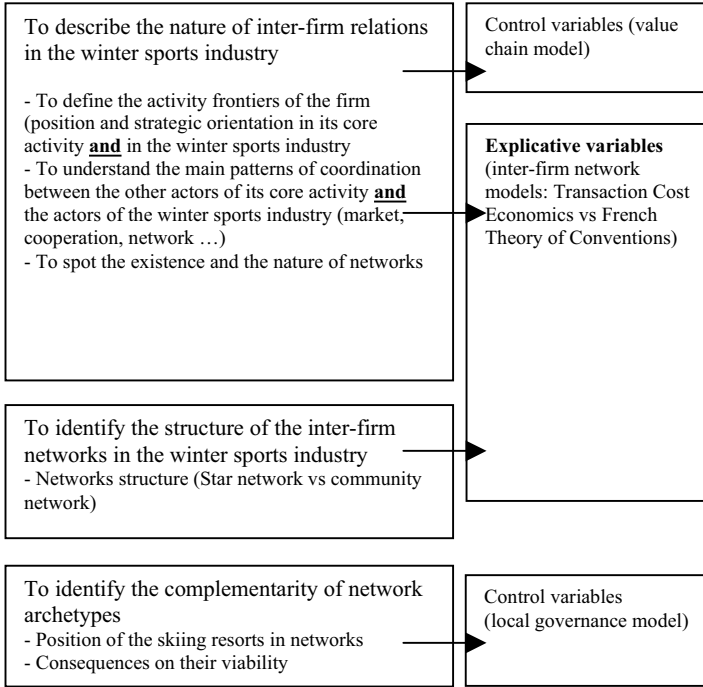 To describe the nature of inter-firm relations
in the winter sports industry
- To define the activity frontiers of the firm
(position and strategic orientation in its core
activity and in the winter sports industry
- To understand the main patterns of coordination
between the other actors of its core activity and
the actors of the winter sports industry (market,
cooperation, network …)
- To spot the existence and the nature of networks
Control variables (value
chain model)
Explicative variables
(inter-firm network
models: Transaction Cost
Economics vs French
Theory of Conventions)
To identify the structure of the inter-firm
networks in the winter sports industry
- Networks structure (Star network vs community
network)
To identify the complementarity of network
archetypes
- Position of the skiing resorts in networks
- Consequences on their viability
Control variables
(local governance model)